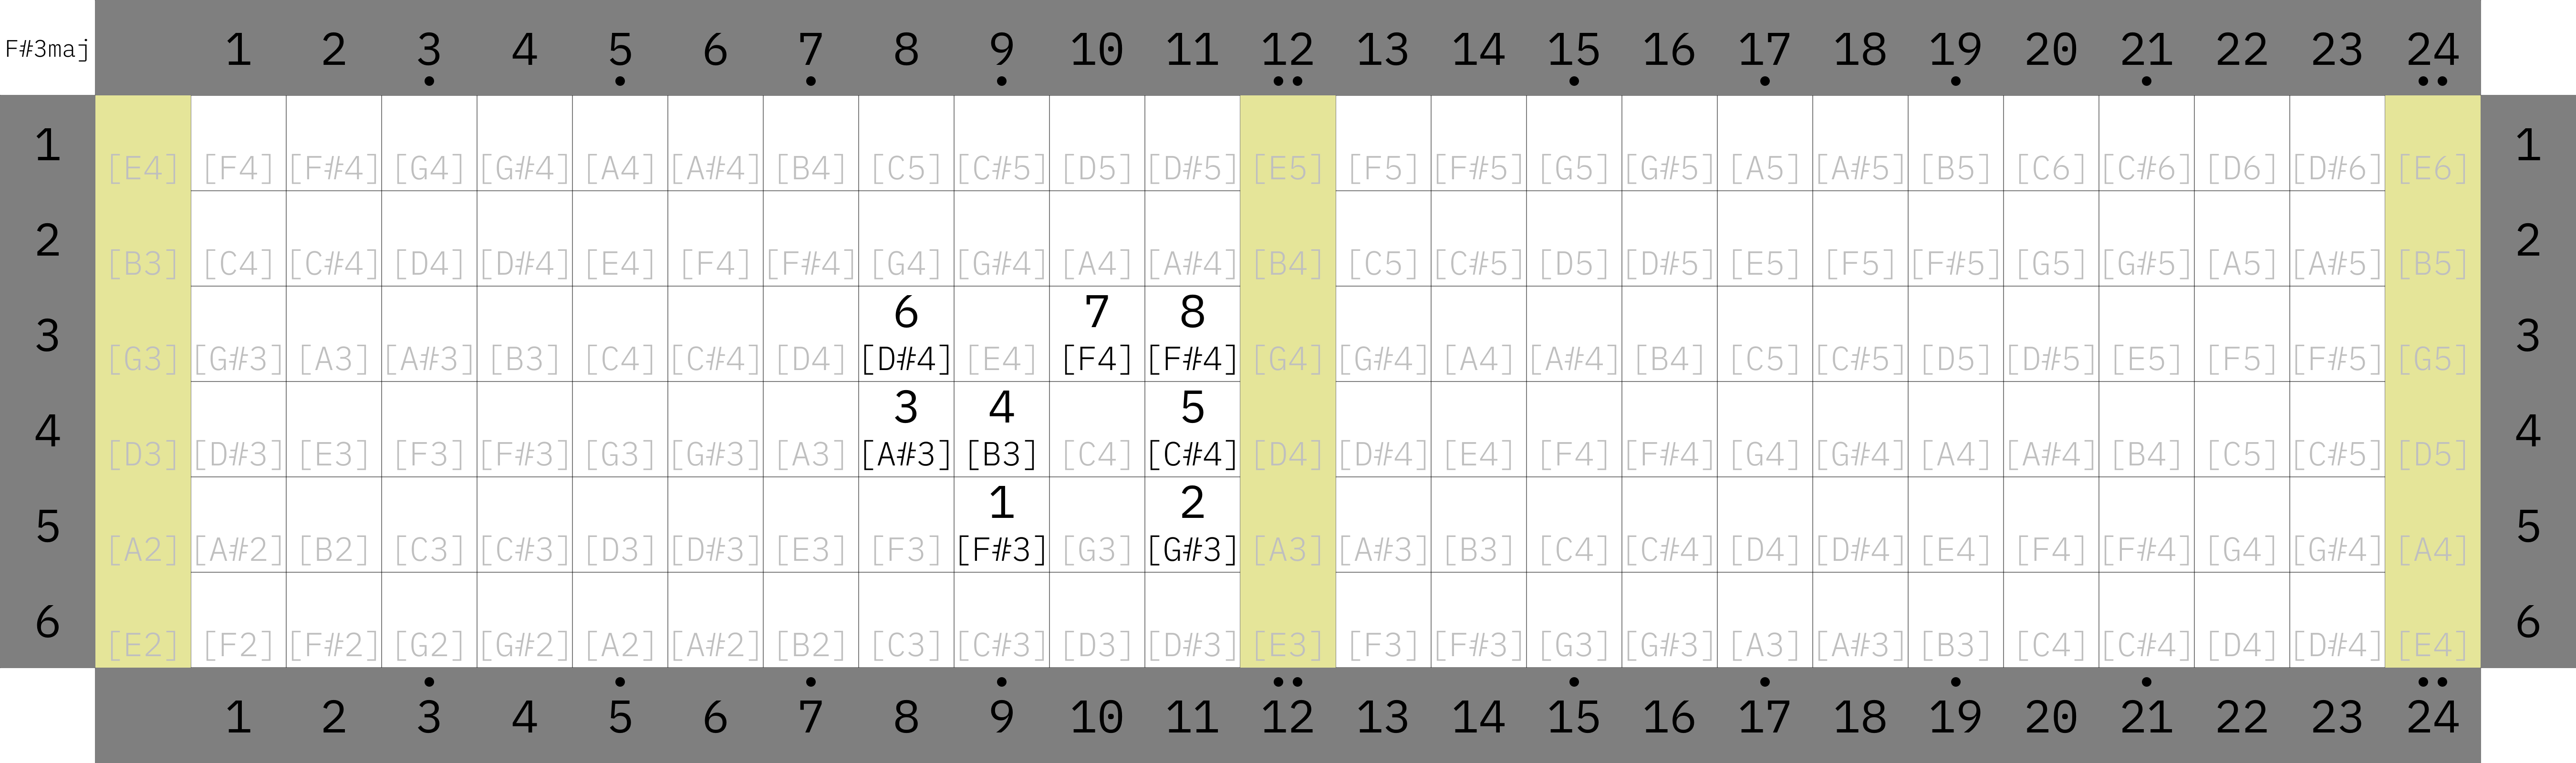 F#3maj 1 2 3 4 5 6 7 8 9 10 11 12 13 14 15 16 17 18 19 20 21 22 23 24
1 [E4] [F4] [F#4] [G4] [G#4] [A4] [A#4] [B4] [C5] [C#5] [D5] [D#5] [E5] [F5] [F#5] [G5] [G#5] [A5] [A#5] [B5] [C6] [C#6] [D6] [D#6] [E6] 1
2 [B3] [C4] [C#4] [D4] [D#4] [E4] [F4] [F#4] [G4] [G#4] [A4] [A#4] [B4] [C5] [C#5] [D5] [D#5] [E5] [F5] [F#5] [G5] [G#5] [A5] [A#5] [B5] 2
6 7 8
3 [G3] [G#3] [A3] [A#3] [B3] [C4] [C#4] [D4] [D#4] [E4] [F4] [F#4] [G4] [G#4] [A4] [A#4] [B4] [C5] [C#5] [D5] [D#5] [E5] [F5] [F#5] [G5] 3
3 4 5
4 [D3] [D#3] [E3] [F3] [F#3] [G3] [G#3] [A3] [A#3] [B3] [C4] [C#4] [D4] [D#4] [E4] [F4] [F#4] [G4] [G#4] [A4] [A#4] [B4] [C5] [C#5] [D5] 4
1 2
5 [A2] [A#2] [B2] [C3] [C#3] [D3] [D#3] [E3] [F3] [F#3] [G3] [G#3] [A3] [A#3] [B3] [C4] [C#4] [D4] [D#4] [E4] [F4] [F#4] [G4] [G#4] [A4] 5
6 [E2] [F2] [F#2] [G2] [G#2] [A2] [A#2] [B2] [C3] [C#3] [D3] [D#3] [E3] [F3] [F#3] [G3] [G#3] [A3] [A#3] [B3] [C4] [C#4] [D4] [D#4] [E4] 6
1 2 3 4 5 6 7 8 9 10 11 12 13 14 15 16 17 18 19 20 21 22 23 24